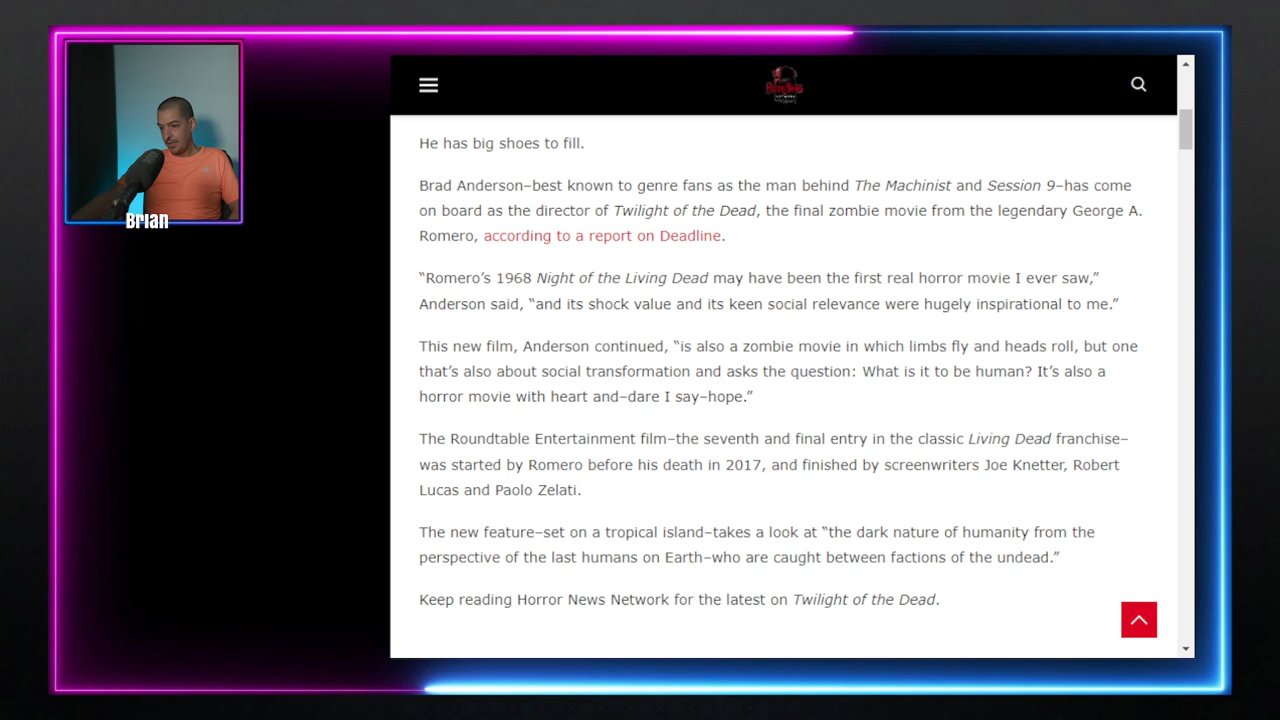 He has big shoes to fill.
Brad Anderson–best known to genre fans as the man behind The Machinist and Session 9–has come
on board as the director of Twilight of the Dead, the final zombie movie from the legendary George A.
Romero, according to a report on Deadline.
“Romero’s 1968 Night of the Living Dead may have been the first real horror movie I ever saw,”
Anderson said, “and its shock value and its keen social relevance were hugely inspirational to me.”
This new film, Anderson continued, “is also a zombie movie in which limbs fly and heads roll, but one
that’s also about social transformation and asks the question: What is it to be human? It’s also a
horror movie with heart and–dare I say–hope.”
The Roundtable Entertainment film–the seventh and final entry in the classic Living Dead franchise–
was started by Romero before his death in 2017, and finished by screenwriters Joe Knetter, Robert
Lucas and Paolo Zelati.
The new feature–set on a tropical island–takes a look at “the dark nature of humanity from the
perspective of the last humans on Earth–who are caught between factions of the undead.”
Keep reading Horror News Network for the latest on Twilight of the Dead.
Brian